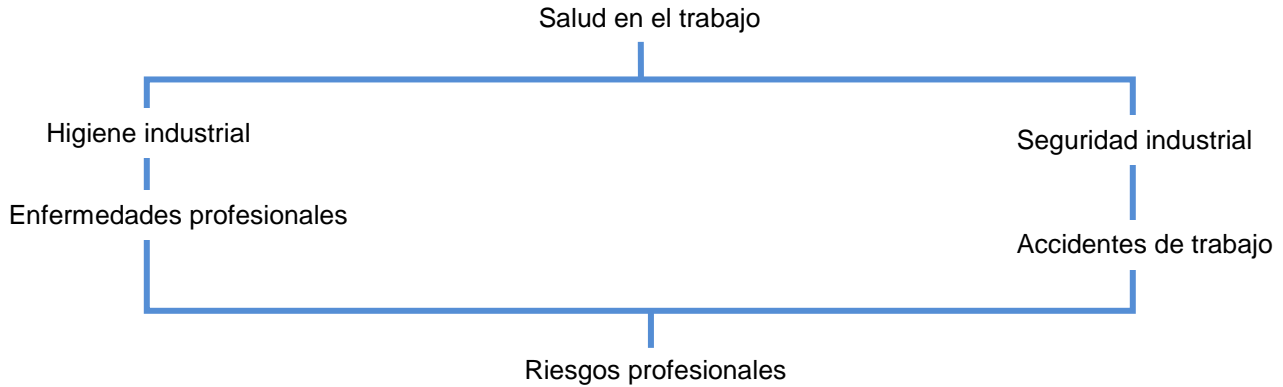 Salud en el trabajo
Higiene industrial
Seguridad industrial
Enfermedades profesionales
Accidentes de trabajo
Riesgos profesionales